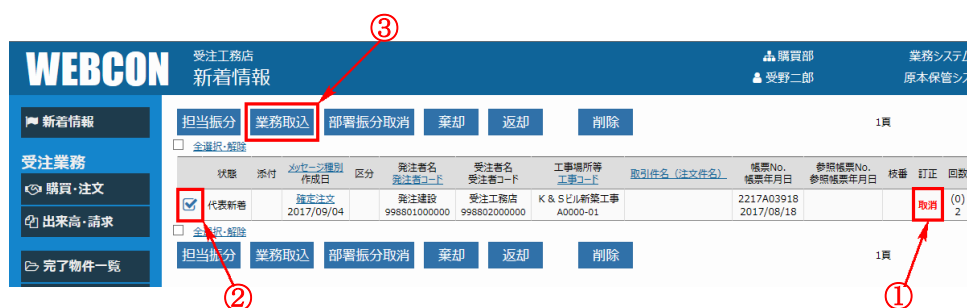 ③
WEBCON
受注工務店
新着情報
購買部
受野二郎
業務システム
原本保管シス
新着情報
受注業務
購買・注文
出来高・請求
完了物件一覧
担当振分 業務取込 部署振分取消 棄却 返却 削除
1頁
全選択・解除
状態 添付 メッセージ種別 作成日 区分 発注者名 発注者コード 受注者名 受注者コード 工事場所等 工事コード 取引件名（注文件名） 帳票No. 帳票年月日 参照帳票No. 参照帳票年月日 枝番 訂正 回数
代表新着 確定注文 発注建設 受注工務店 K＆Sビル新築工事 2217A03918 取消 (0)
2017/09/04 998801000000 998802000000 A0000-01 2017/08/18 2
全選択・解除
担当振分 業務取込 部署振分取消 棄却 返却 削除
1頁
②
①